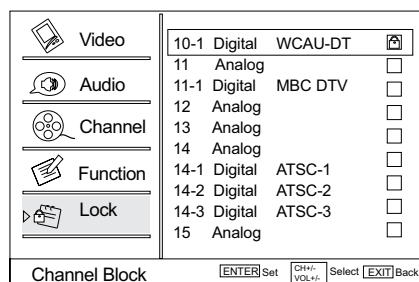 Video
Audio
Channel
Function
Lock
10-1 Digital WCAU-DT
11 Analog
11-1 Digital MBC DTV
12 Analog
13 Analog
14 Analog
14-1 Digital ATSC-1
14-2 Digital ATSC-2
14-3 Digital ATSC-3
15 Analog
Channel Block
ENTER Set CH+/- VOL+/- Select EXIT Back